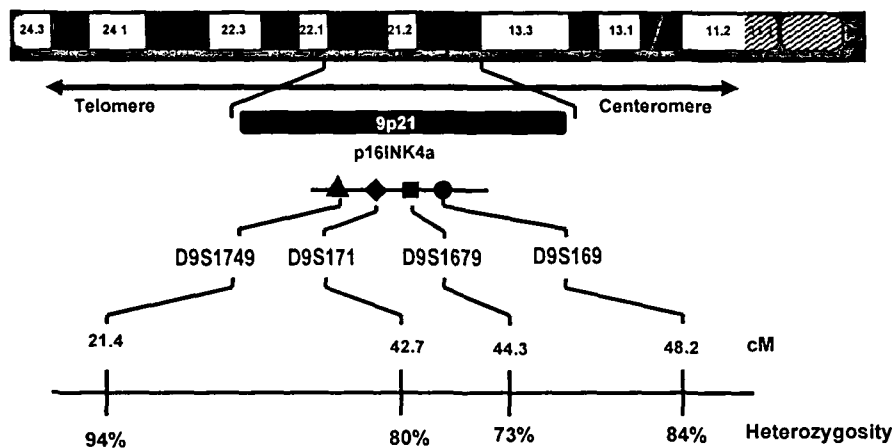 24.3 24 1 22.3 22.1 21.2 13.3 13.1 11.2 11.1
Telomere Centeromere
9p21
p16INK4a
D9S1749 D9S171 D9S1679 D9S169
21.4 42.7 44.3 48.2 cM
94% 80% 73% 84% Heterozygosity